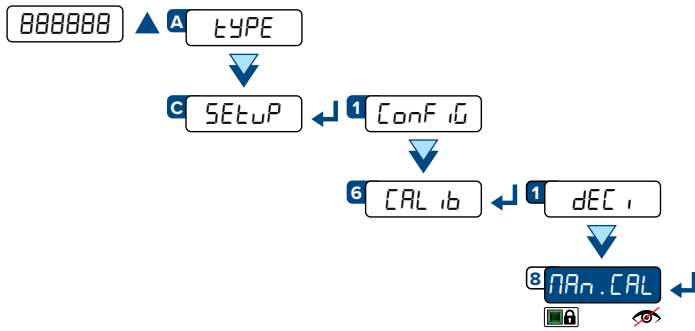 888888 A tYPE
C SEtuP 1 ConFiG
6 CALib 1 dECi
8 MAn.CAL